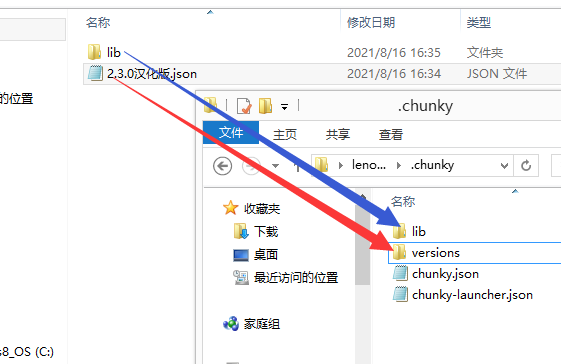 名称 修改日期 类型
lib 2021/8/16 16:35 文件夹
2,3.0汉化版.json 2021/8/16 16:34 JSON 文件
的位置
.chunky
文件 主页 共享 查看
leno... .chunky
收藏夹
下载
桌面
最近访问的位置
家庭组
名称
lib
versions
chunky.json
chunky-launcher.json
s8_OS (C:)